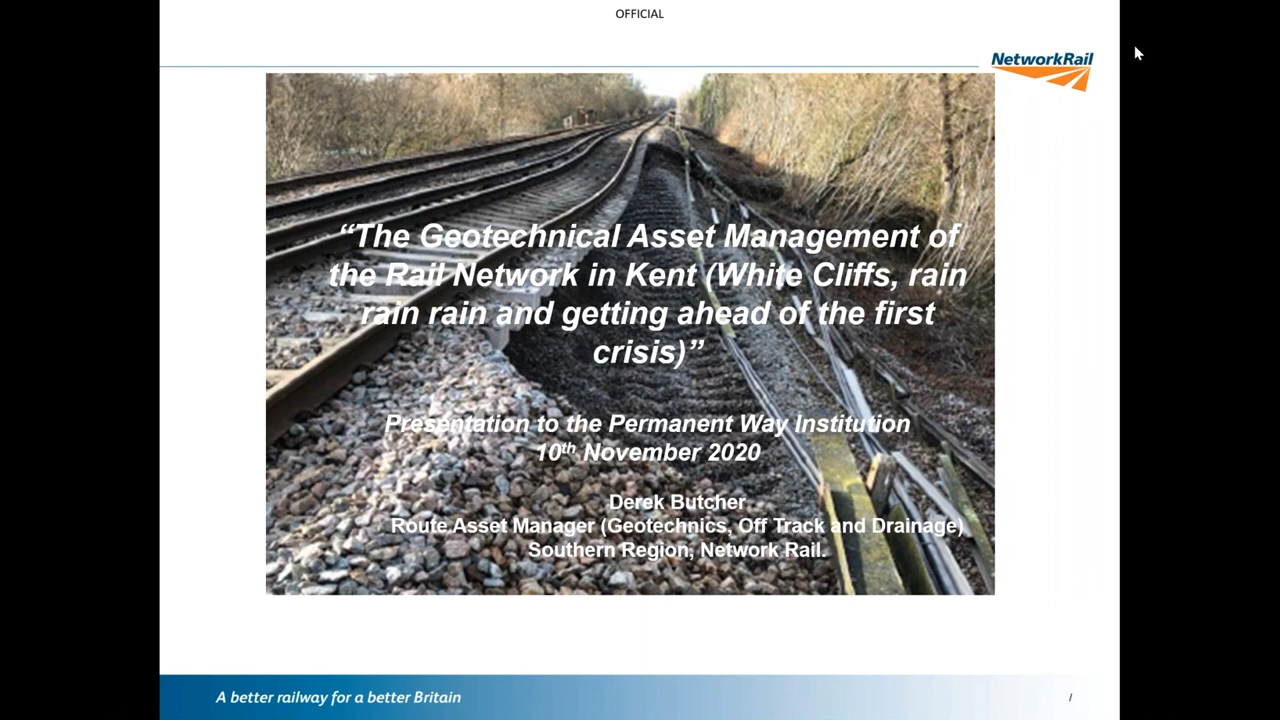 OFFICIAL
NetworkRail
“The Geotechnical Asset Management of
the Rail Network in Kent (White Cliffs, rain
rain rain and getting ahead of the first
crisis)”
Presentation to the Permanent Way Institution
10th November 2020
Derek Butcher
Route Asset Manager (Geotechnics, Off Track and Drainage)
Southern Region, Network Rail.
A better railway for a better Britain
/